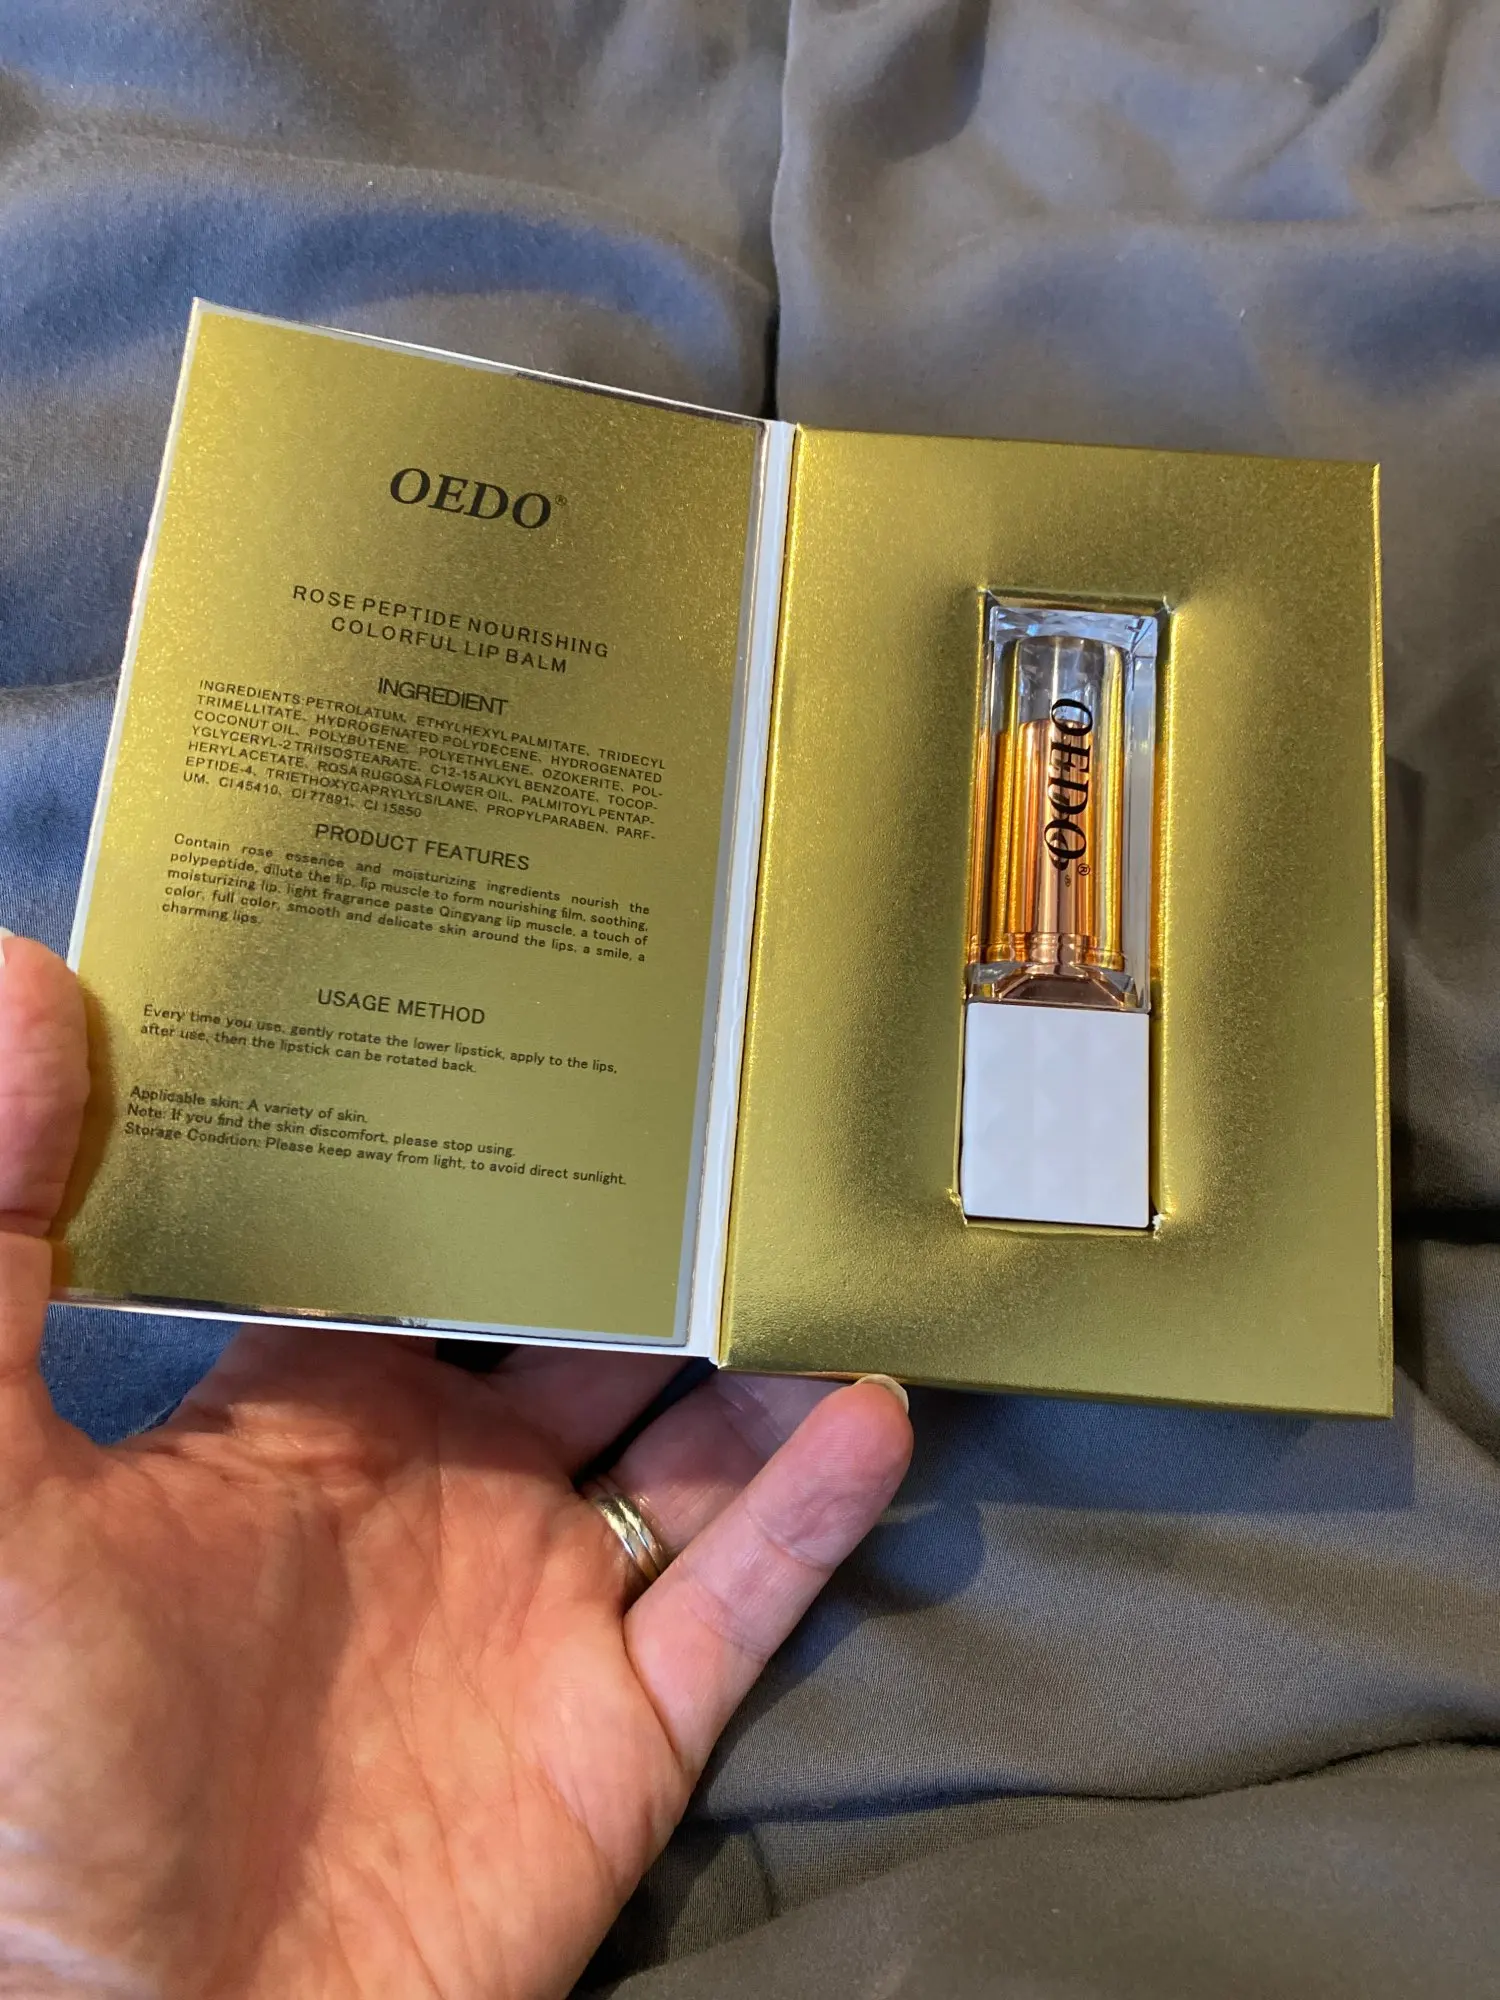 OEDO®
ROSE PEPTIDE NOURISHING
COLORFUL LIP BALM
INGREDIENT
INGREDIENTS:PETROLATUM、ETHYLHEXYL PALMITATE、TRIDECYL
TRIMELLITATE、HYDROGENATED POLYDECENE、HYDROGENATED
COCONUT OIL、POLYBUTENE、POLYETHYLENE、OZOKERITE、POL-
YGLYCERYL-2 TRIISOSTEARATE、C12-15 ALKYL BENZOATE、TOCOP-
HERYL ACETATE、ROSA RUGOSA FLOWER OIL、PALMITOYL PENTAP-
EPTIDE-4、TRIETHOXYCAPRYLYLSILANE、PROPYLPARABEN、PARF-
UM、CI 45410、CI 77891、CI 15850
PRODUCT FEATURES
Contain rose essence and moisturizing ingredients nourish the
polypeptide, dilute the lip, lip muscle to form nourishing film, soothing,
moisturizing lip, light fragrance paste Qingyang lip muscle, a touch of
color, full color, smooth and delicate skin around the lips, a smile, a
charming lips.
USAGE METHOD
Every time you use, gently rotate the lower lipstick, apply to the lips,
after use, then the lipstick can be rotated back.
Applicable skin: A variety of skin.
Note: If you find the skin discomfort, please stop using.
Storage Condition: Please keep away from light, to avoid direct sunlight.
OEDO®